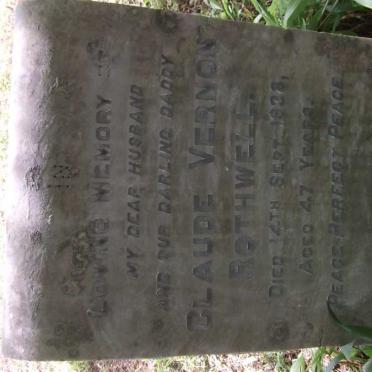 IN
LOVING MEMORY OF
MY DEAR HUSBAND
AND OUR DARLING DADDY
CLAUDE VERNON
ROTHWELL.
DIED 14TH SEPT. 1938,
AGED 47 YEARS.
PEACE PERFECT PEACE.